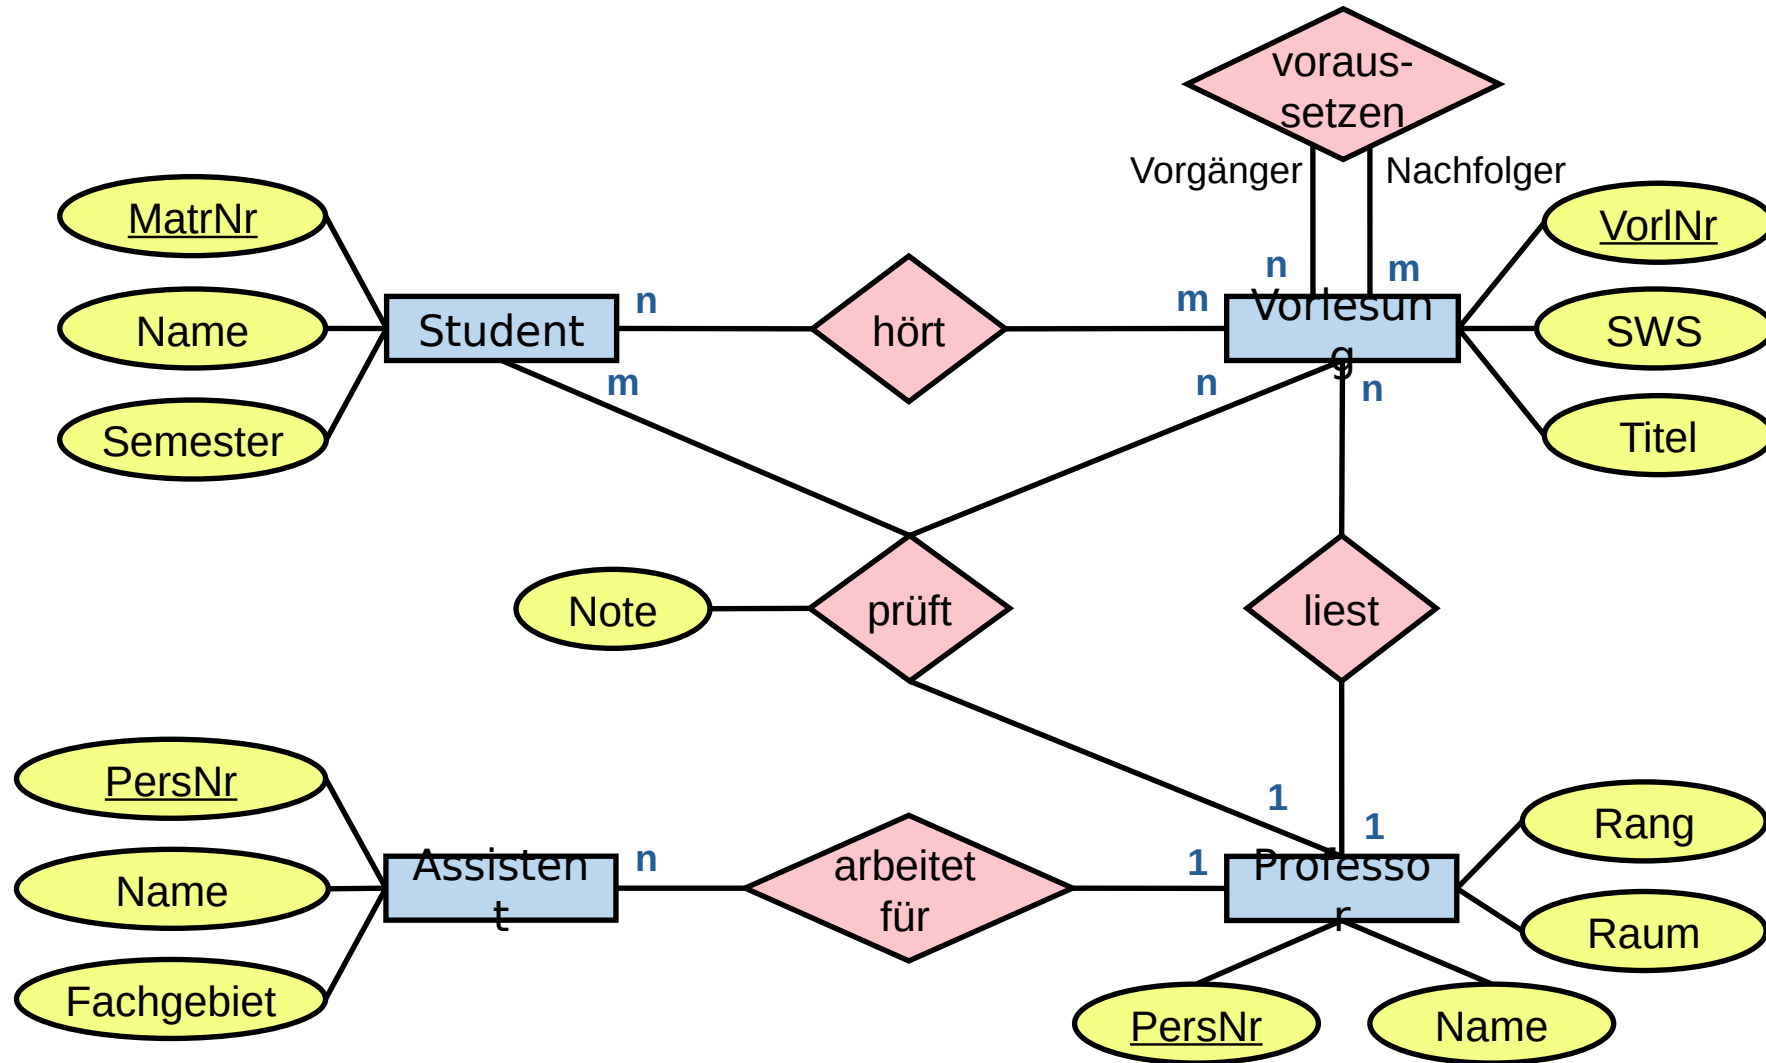 voraus-
setzen
Vorgänger
Nachfolger
MatrNr
VorlNr
n
m
n
m
Name
Student
hört
Vorlesun
g
SWS
m
n
n
Semester
Titel
Note
prüft
liest
PersNr
1
1
Rang
Name
Assisten
t
n
arbeitet
für
1
Professo
r
Raum
Fachgebiet
PersNr
Name